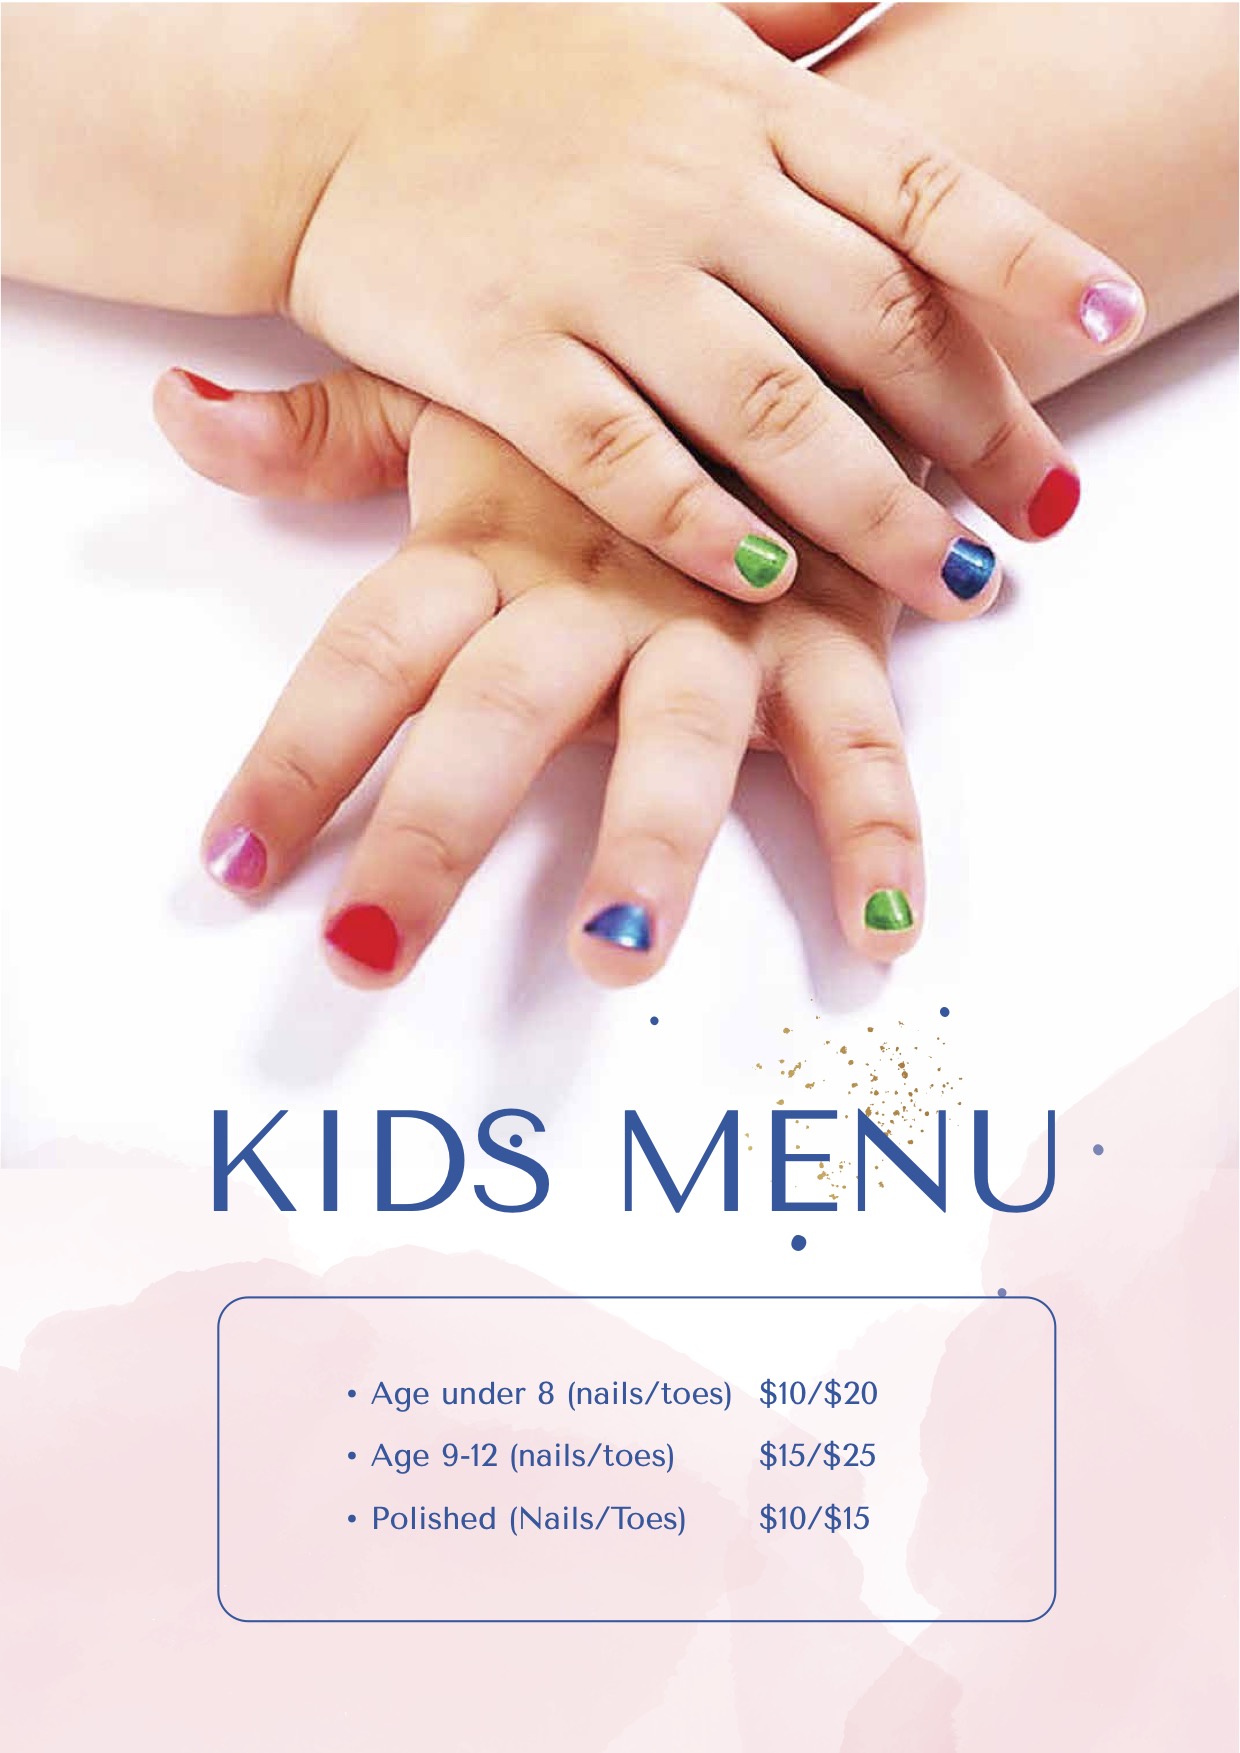 KIDS MENU
• Age under 8 (nails/toes) $10/$20
• Age 9-12 (nails/toes) $15/$25
• Polished (Nails/Toes) $10/$15